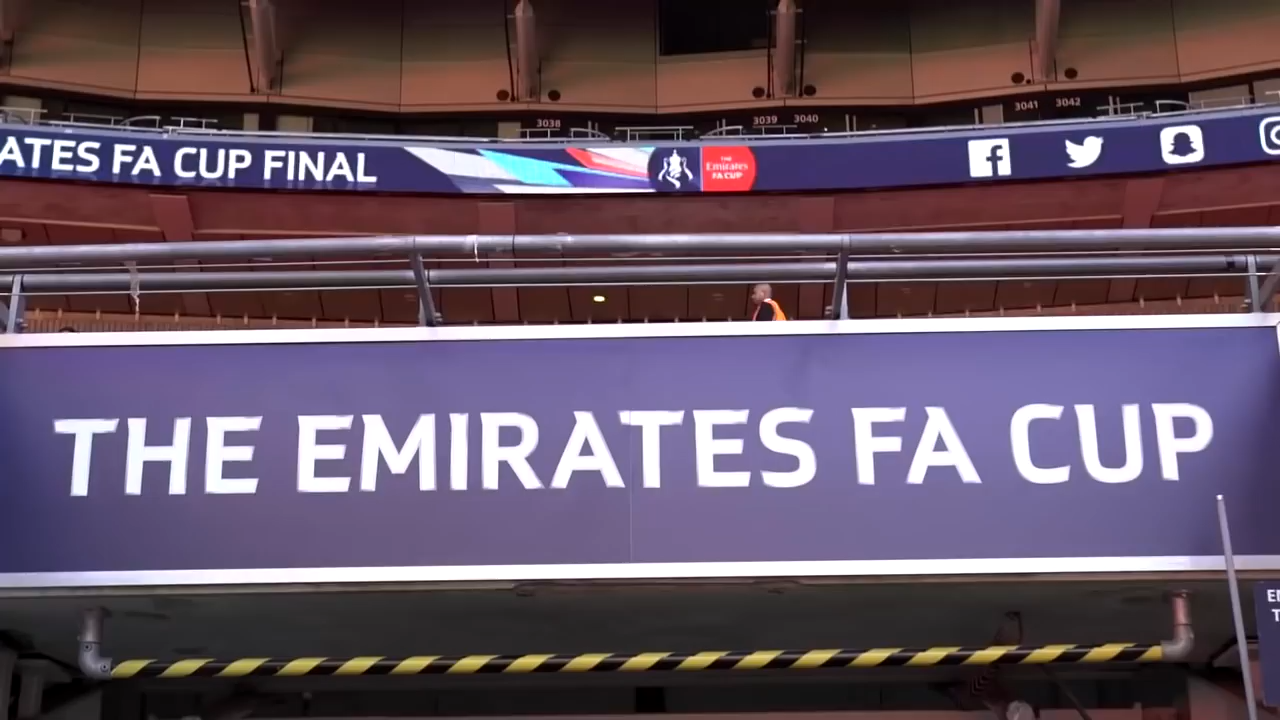 3038
3039
3040
3041
3042
ATES FA CUP FINAL
THE
Emirates
FA CUP
THE EMIRATES FA CUP